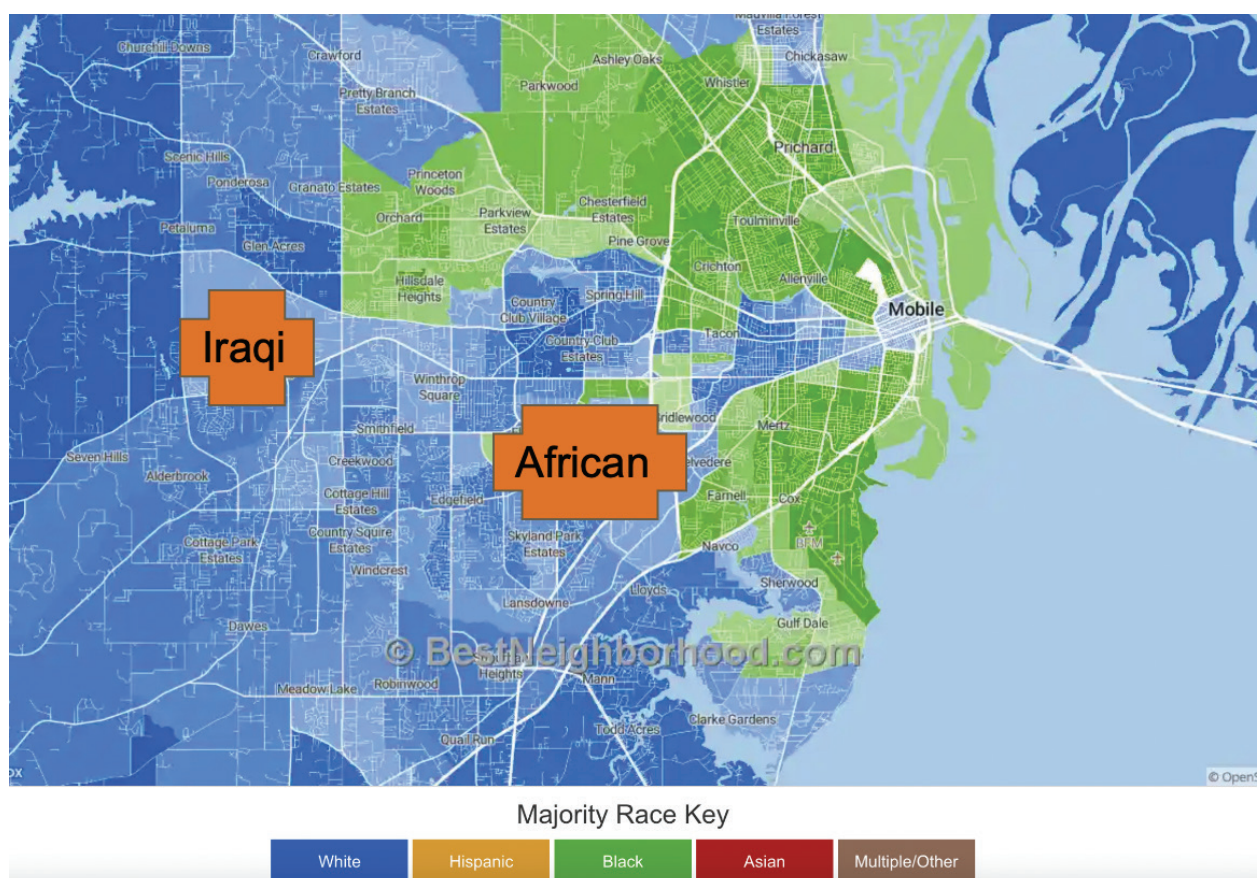 Mauvilla Forest
Estates
Churchill Downs
Crawford
Ashley Oaks
Chickasaw
Whistler
Parkwood
Pretty Branch
Estates
Prichard
Scenic Hills
Ponderosa
Granato Estates
Princeton
Woods
Chesterfield
Estates
Petaluma
Orchard
Parkview
Estates
Toulminville
Glen Acres
Pine Grove
Crichton
Allenville
Hillsdale
Heights
Country
Club Village
Spring Hill
Mobile
Iraqi
Tacon
Country Club
Estates
Winthrop
Square
Bridlewood
Mertz
Smithfield
African
Seven Hills
Creekwood
Belvedere
Alderbrook
Cottage Hill
Estates
Edgefield
Farnell
Cox
Country Squire
Estates
Skyland Park
Estates
BFM
Cottage Park
Estates
Navco
Windcrest
Sherwood
Lloyds
Lansdowne
Gulf Dale
Dawes
© BestNeighborhood.com
Heights
Mann
Meadow Lake
Robinwood
Clarke Gardens
Todd Acres
Quail Run
ox
© OpenS
Majority Race Key
White
Hispanic
Black
Asian
Multiple/Other